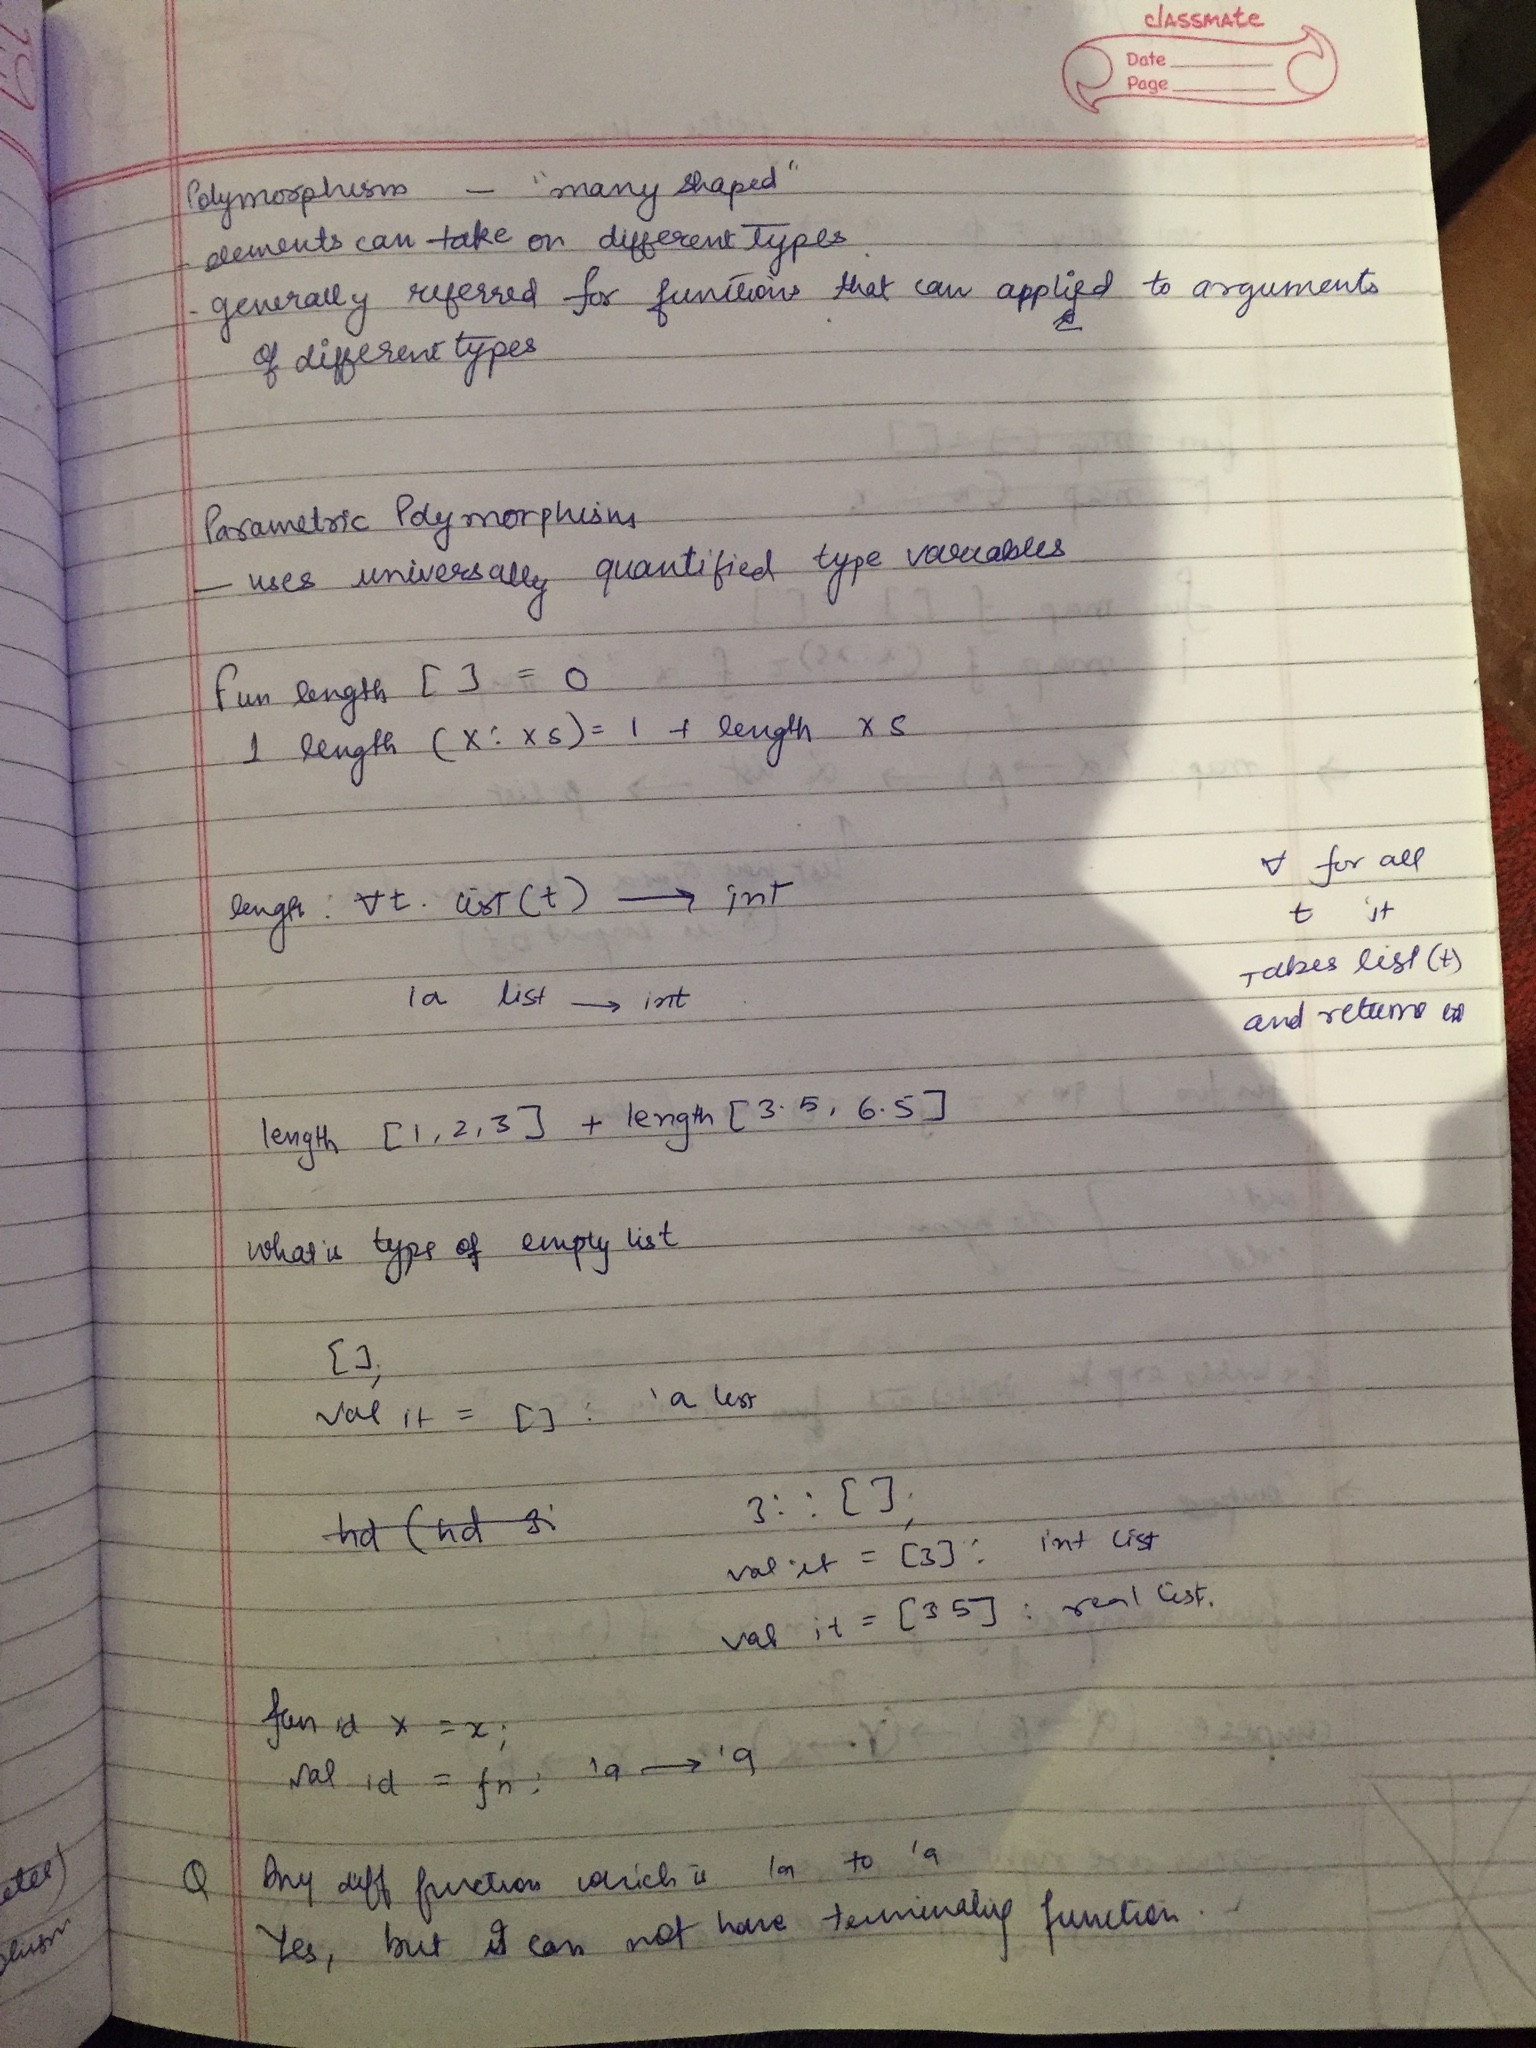 classmate
Date
Page
Polymorphism - "many shaped"
- elements can take on different types
- generally referred for functions that can applied to arguments
of different types
Parametric Polymorphism
- uses universally quantified type variables
fun length [ ] = 0
| length (x: xs) = 1 + length xs
length: ∀t. list(t) → int
'a list → int
∀ for all
t it
takes list(t)
and returns
length [1,2,3] + length [3.5, 6.5]
what is type of empty list
[];
val it = []: 'a list
hd (hd
3::[];
val it = [3]: int list
val it = [3 5] : real list.
fun id x = x;
val id = fn: 'a → 'a
Q Any diff function which is 'a to 'a
Yes, but it can not have terminating function.